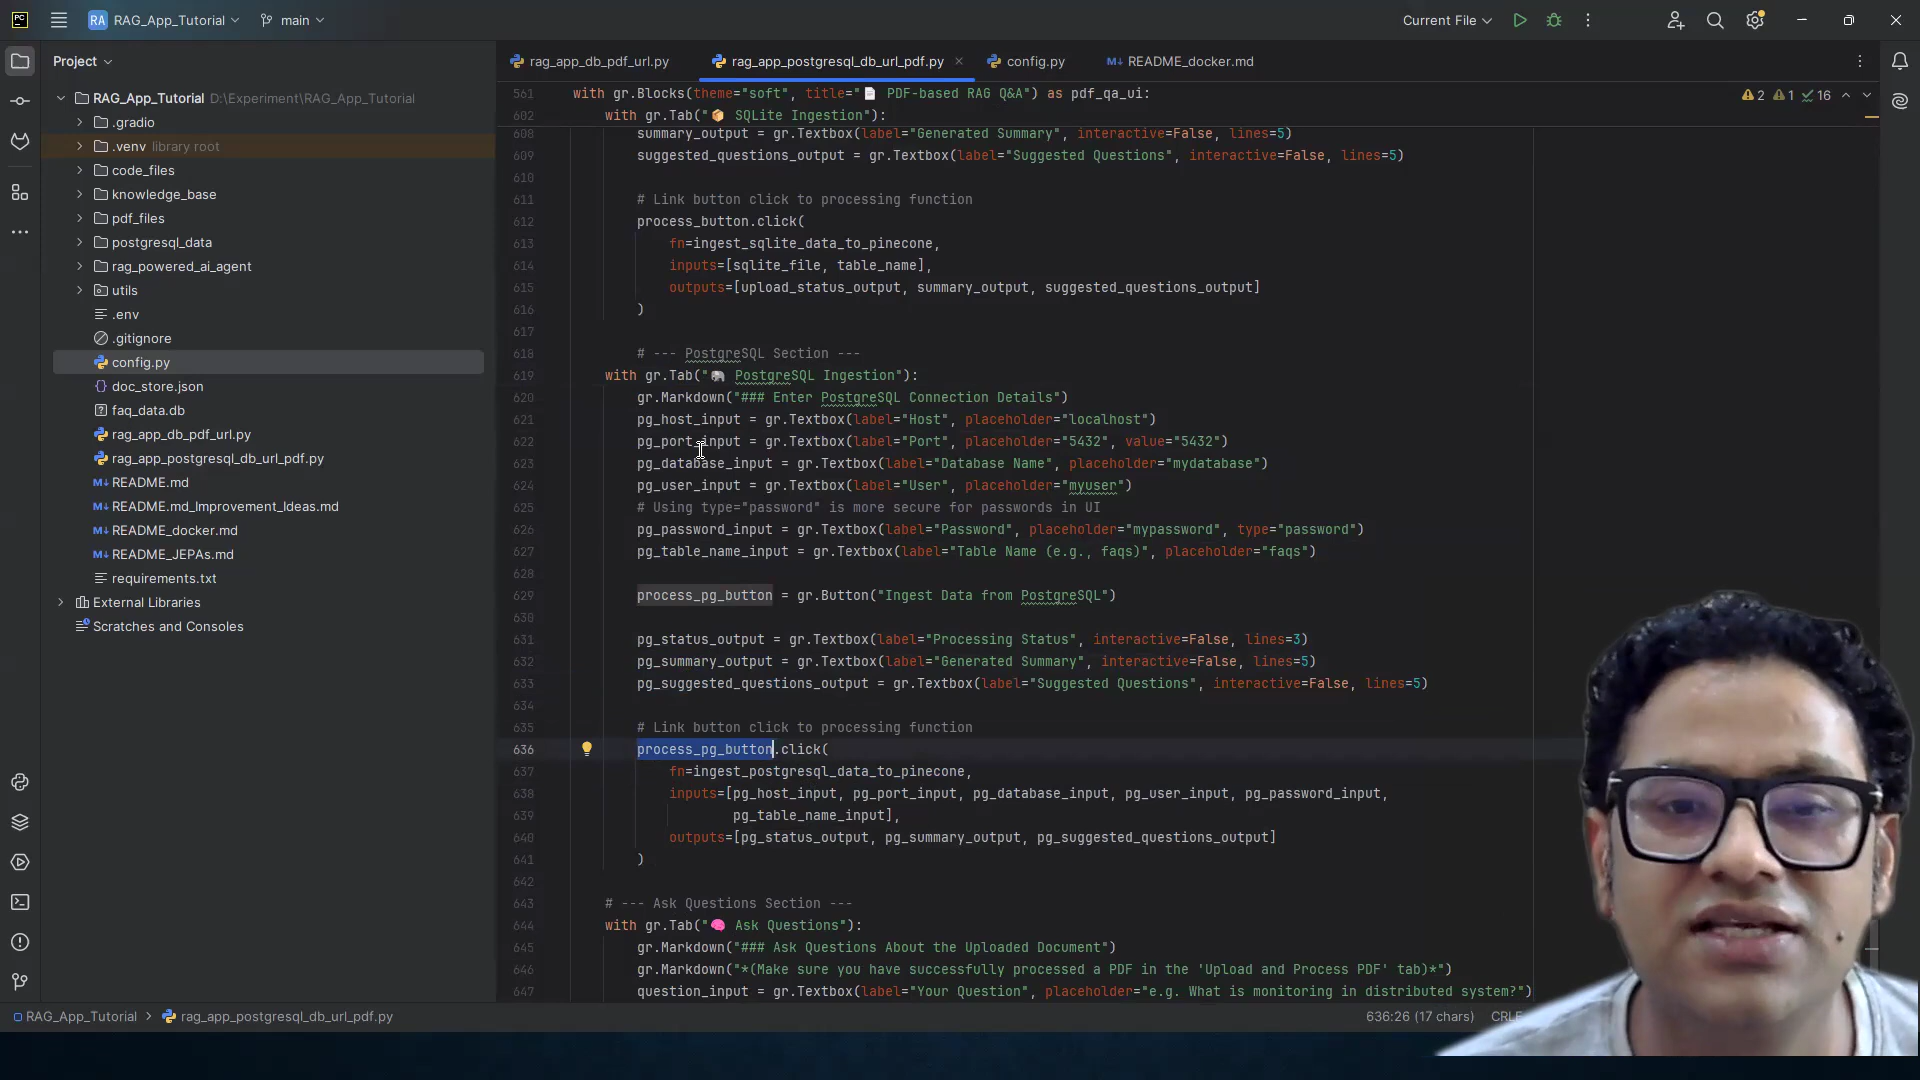 PC
RA RAG_App_Tutorial
main
Current File
Project
rag_app_db_pdf_url.py
rag_app_postgresql_db_url_pdf.py
config.py
M↓ README_docker.md
RAG_App_Tutorial D:\Experiment\RAG_App_Tutorial
.gradio
.venv library root
code_files
knowledge_base
pdf_files
postgresql_data
rag_powered_ai_agent
utils
.env
.gitignore
config.py
doc_store.json
faq_data.db
rag_app_db_pdf_url.py
rag_app_postgresql_db_url_pdf.py
M↓ README.md
M↓ README.md_Improvement_Ideas.md
M↓ README_docker.md
M↓ README_JEPAs.md
requirements.txt
External Libraries
Scratches and Consoles
2 1 16
561 with gr.Blocks(theme="soft", title="📄 PDF-based RAG Q&A") as pdf_qa_ui:
602 with gr.Tab("📦 SQLite Ingestion"):
608 summary_output = gr.Textbox(label="Generated Summary", interactive=False, lines=5)
609 suggested_questions_output = gr.Textbox(label="Suggested Questions", interactive=False, lines=5)
610
611 # Link button click to processing function
612 process_button.click(
613 fn=ingest_sqlite_data_to_pinecone,
614 inputs=[sqlite_file, table_name],
615 outputs=[upload_status_output, summary_output, suggested_questions_output]
616 )
617
618 # --- PostgreSQL Section ---
619 with gr.Tab("🐘 PostgreSQL Ingestion"):
620 gr.Markdown("### Enter PostgreSQL Connection Details")
621 pg_host_input = gr.Textbox(label="Host", placeholder="localhost")
622 pg_port_input = gr.Textbox(label="Port", placeholder="5432", value="5432")
623 pg_database_input = gr.Textbox(label="Database Name", placeholder="mydatabase")
624 pg_user_input = gr.Textbox(label="User", placeholder="myuser")
625 # Using type="password" is more secure for passwords in UI
626 pg_password_input = gr.Textbox(label="Password", placeholder="mypassword", type="password")
627 pg_table_name_input = gr.Textbox(label="Table Name (e.g., faqs)", placeholder="faqs")
628
629 process_pg_button = gr.Button("Ingest Data from PostgreSQL")
630
631 pg_status_output = gr.Textbox(label="Processing Status", interactive=False, lines=3)
632 pg_summary_output = gr.Textbox(label="Generated Summary", interactive=False, lines=5)
633 pg_suggested_questions_output = gr.Textbox(label="Suggested Questions", interactive=False, lines=5)
634
635 # Link button click to processing function
636 process_pg_button.click(
637 fn=ingest_postgresql_data_to_pinecone,
638 inputs=[pg_host_input, pg_port_input, pg_database_input, pg_user_input, pg_password_input,
639 pg_table_name_input],
640 outputs=[pg_status_output, pg_summary_output, pg_suggested_questions_output]
641 )
642
643 # --- Ask Questions Section ---
644 with gr.Tab("🧠 Ask Questions"):
645 gr.Markdown("### Ask Questions About the Uploaded Document")
646 gr.Markdown("*(Make sure you have successfully processed a PDF in the 'Upload and Process PDF' tab)*")
647 question_input = gr.Textbox(label="Your Question", placeholder="e.g. What is monitoring in distributed system?")
RAG_App_Tutorial > rag_app_postgresql_db_url_pdf.py
636:26 (17 chars)